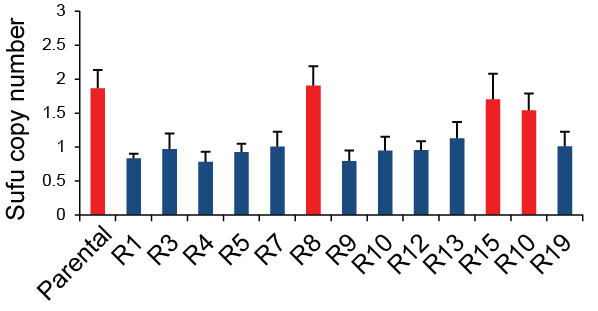 Sufu copy number
3
2.5
2
1.5
1
0.5
0
Parental
R1
R3
R4
R5
R7
R8
R9
R10
R12
R13
R15
R10
R19